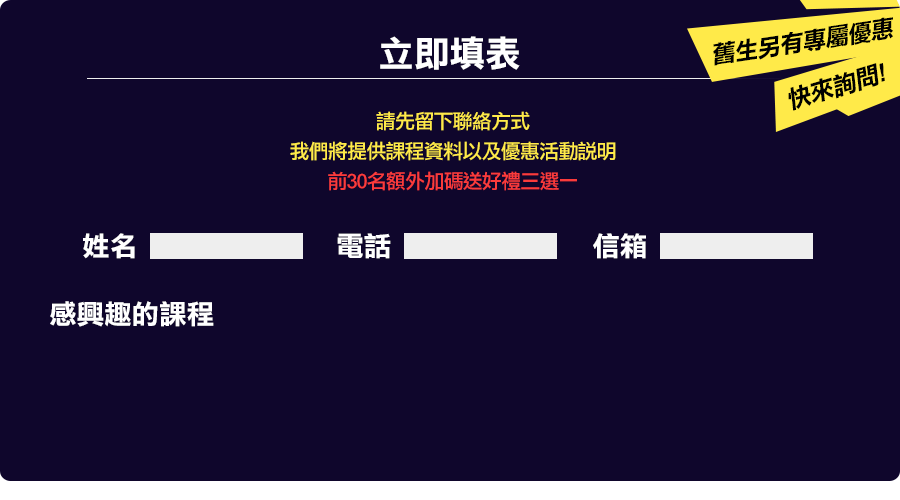 舊生另有專屬優惠
快來詢問!
立即填表
請先留下聯絡方式
我們將提供課程資料以及優惠活動説明
前30名額外加碼送好禮三選一
姓名 電話 信箱
感興趣的課程